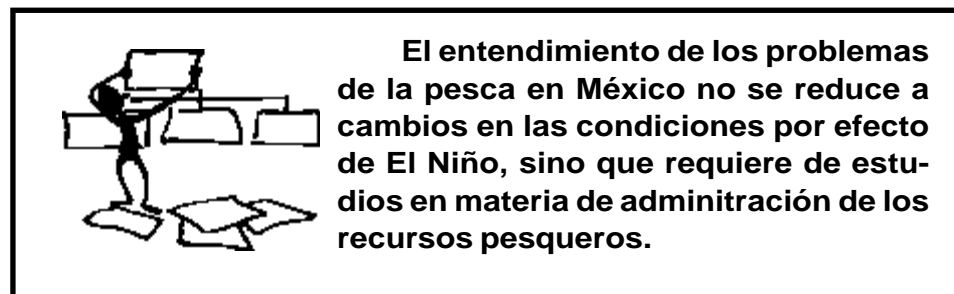 El entendimiento de los problemas
de la pesca en México no se reduce a
cambios en las condiciones por efecto
de El Niño, sino que requiere de estu-
dios en materia de adminitración de los
recursos pesqueros.